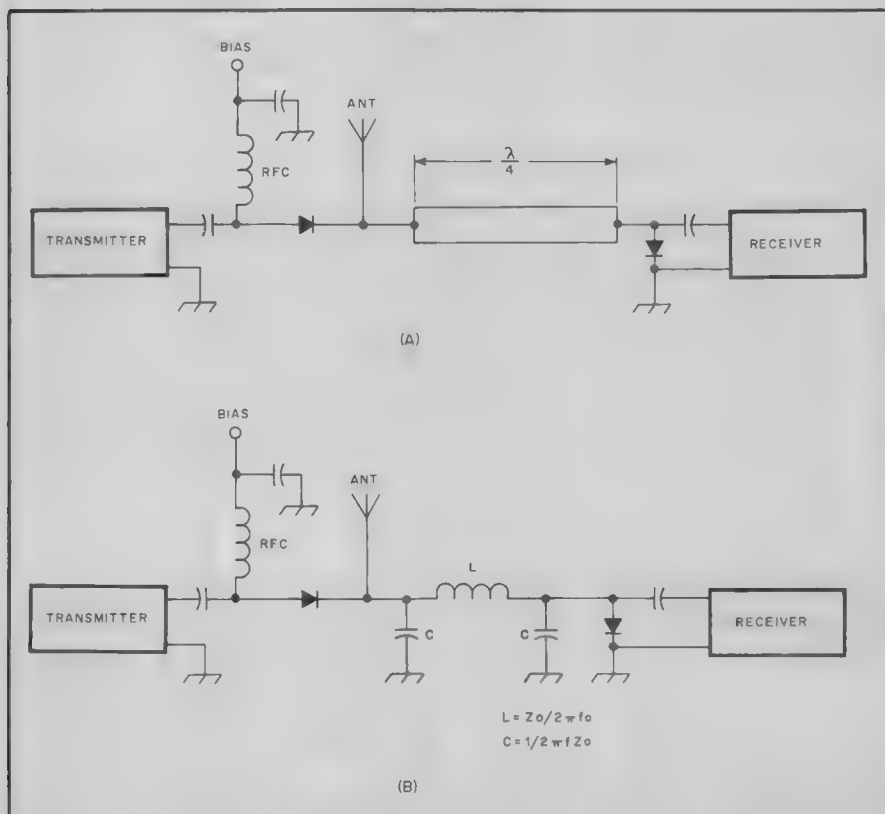 BIAS
ANT
RFC
λ/4
TRANSMITTER
RECEIVER
(A)
BIAS
ANT
RFC
L
TRANSMITTER
C
C
RECEIVER
L = Zo/2πfo
C = 1/2πfZo
(B)